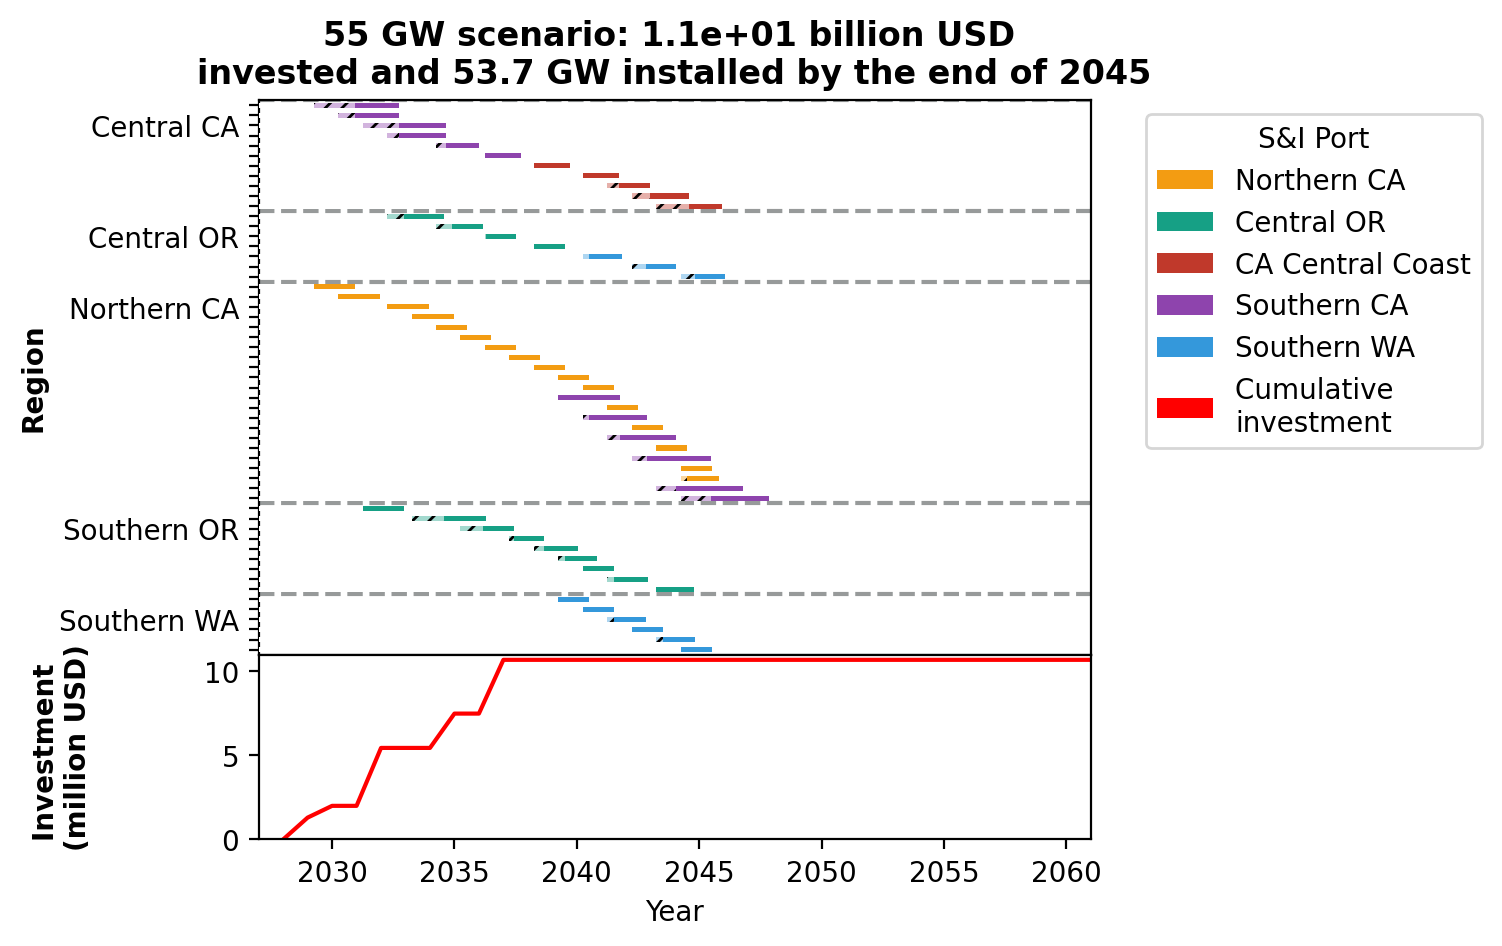 55 GW scenario: 1.1e+01 billion USD
invested and 53.7 GW installed by the end of 2045
Region
Central CA
Central OR
Northern CA
Southern OR
Southern WA
S&I Port
Northern CA
Central OR
CA Central Coast
Southern CA
Southern WA
Cumulative
investment
Investment
(million USD)
10
5
0
2030
2035
2040
2045
2050
2055
2060
Year